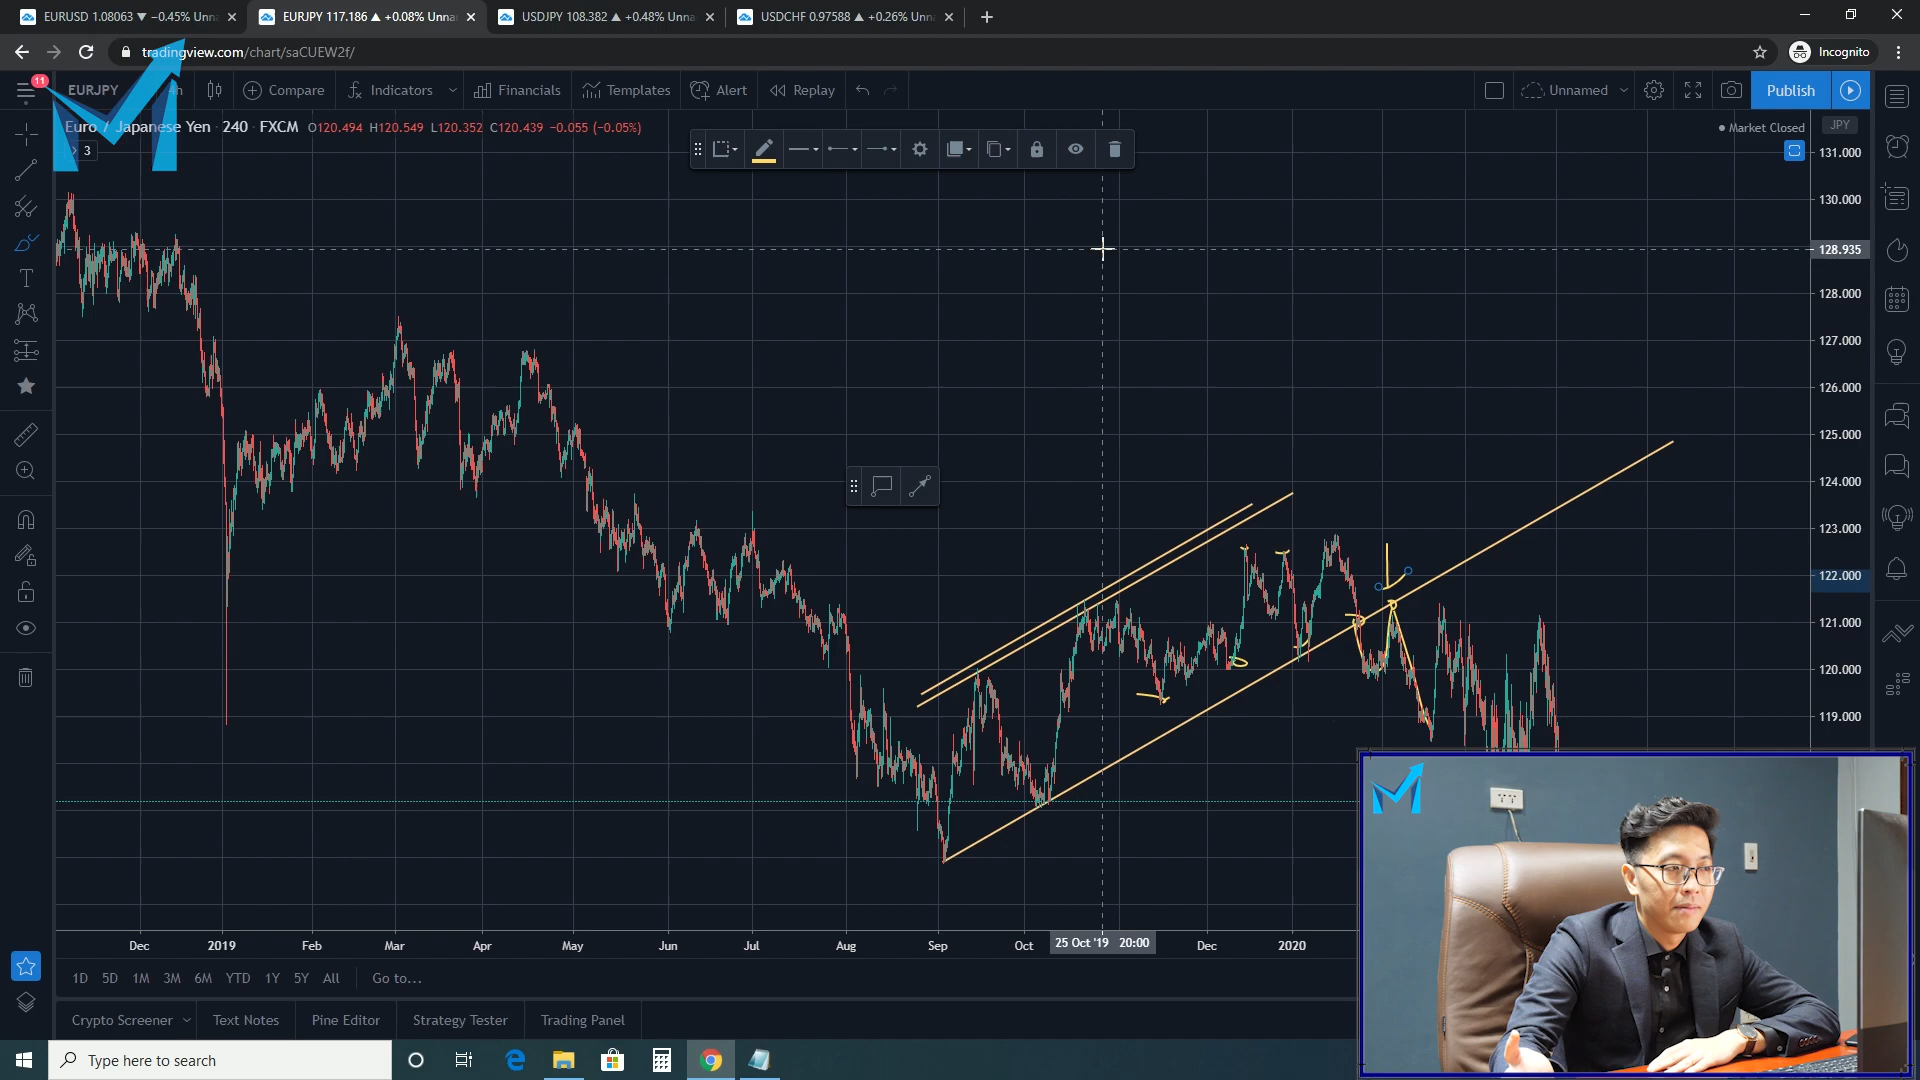 EURUSD 1.08063 ▼ −0.45% Unna
EURJPY 117.186 ▲ +0.08% Unna
USDJPY 108.382 ▲ +0.48% Unna
USDCHF 0.97588 ▲ +0.26% Unna
tradingview.com/chart/saCUEW2f/
Incognito
11
EURJPY
4h
Compare
Indicators
Financials
Templates
Alert
Replay
Unnamed
Publish
Euro / Japanese Yen · 240 · FXCM O120.494 H120.549 L120.352 C120.439 −0.055 (−0.05%)
3
Market Closed
JPY
131.000
130.000
128.935
128.000
127.000
126.000
125.000
124.000
123.000
122.000
121.000
120.000
119.000
Dec 2019 Feb Mar Apr May Jun Jul Aug Sep Oct 25 Oct '19 20:00 Dec 2020
1D 5D 1M 3M 6M YTD 1Y 5Y All Go to...
Crypto Screener Text Notes Pine Editor Strategy Tester Trading Panel
Type here to search